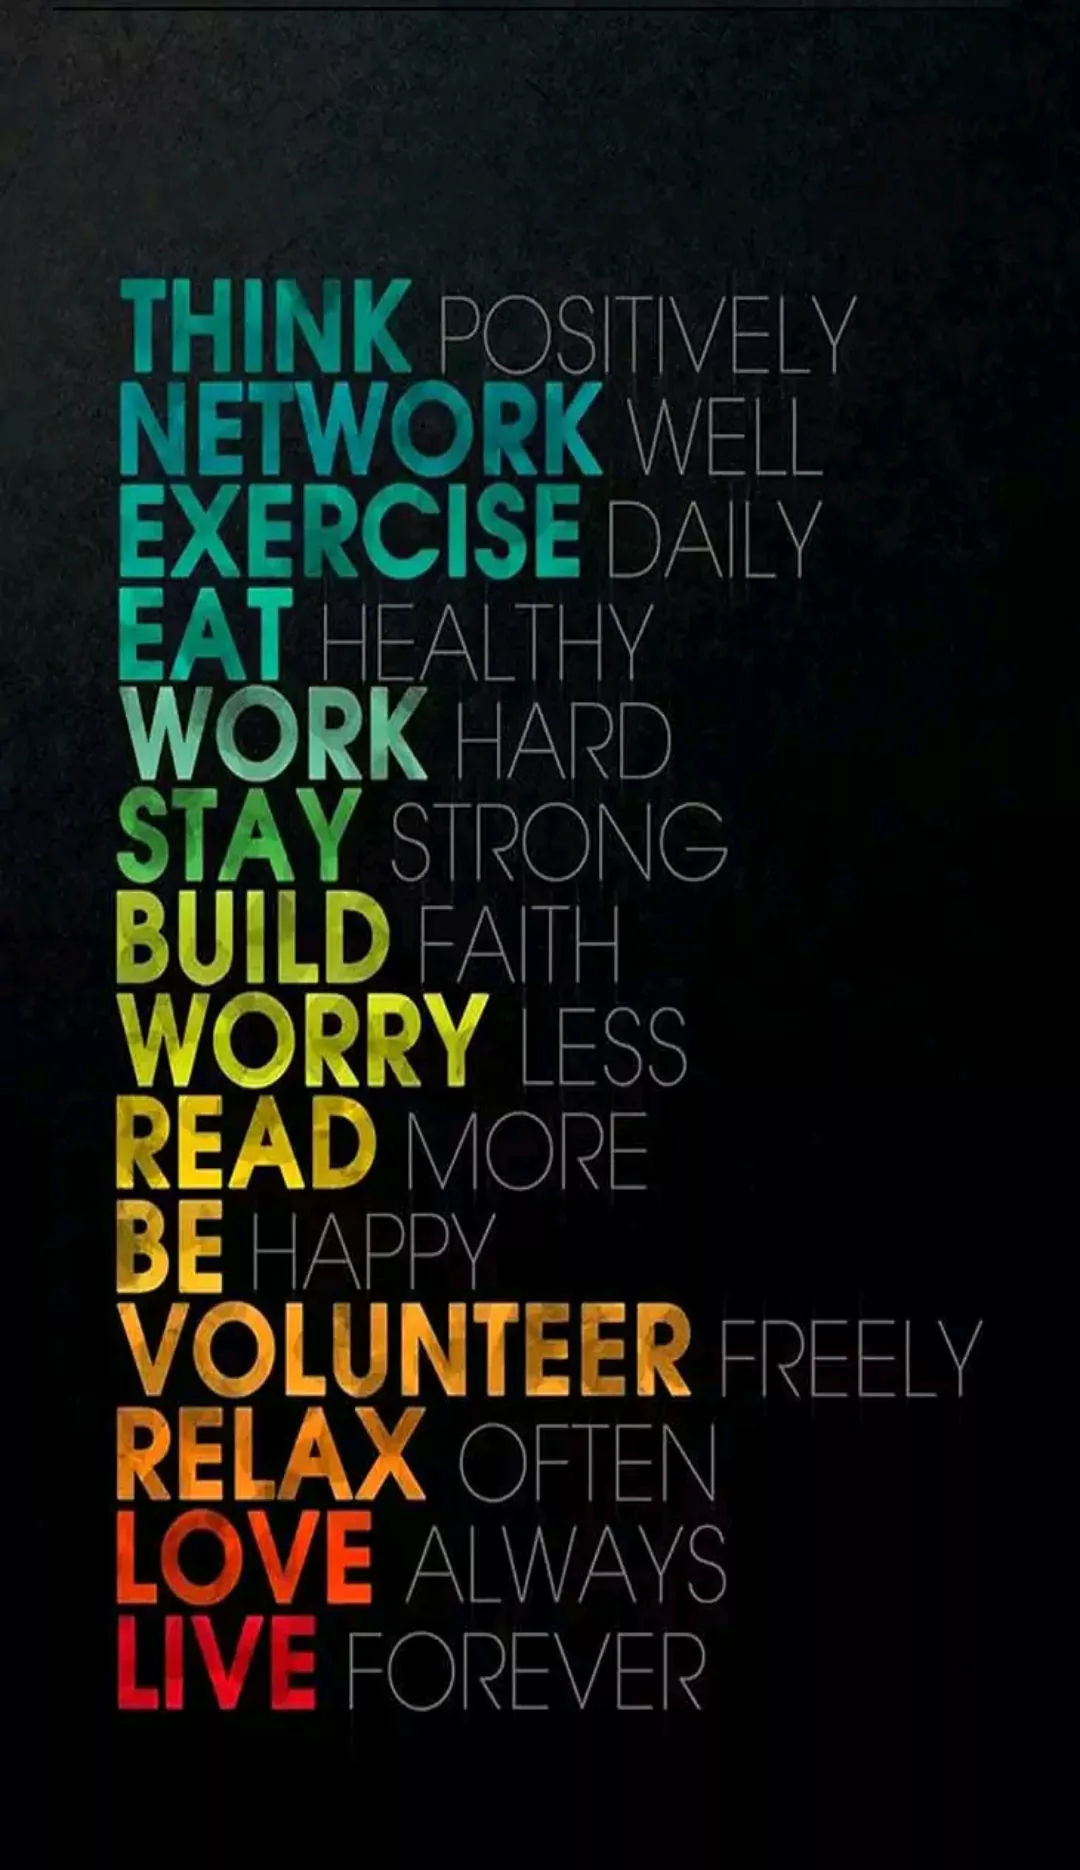 THINK POSITIVELY
NETWORK WELL
EXERCISE DAILY
EAT HEALTHY
WORK HARD
STAY STRONG
BUILD FAITH
WORRY LESS
READ MORE
BE HAPPY
VOLUNTEER FREELY
RELAX OFTEN
LOVE ALWAYS
LIVE FOREVER